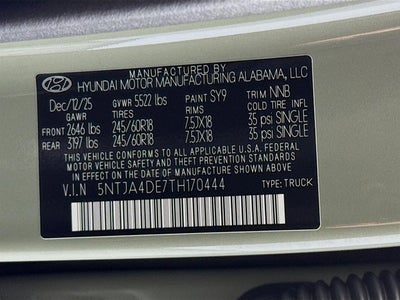 MANUFACTURED BY
HYUNDAI MOTOR MANUFACTURING ALABAMA, LLC
Dec/12/25 GVWR 5522 lbs PAINT SY9 TRIM NNB
GAWR TIRES RIMS COLD TIRE INFL
FRONT 2646 lbs 245/60R18 7.5JX18 35 psi SINGLE
REAR 3197 lbs 245/60R18 7.5JX18 35 psi SINGLE
THIS VEHICLE CONFORMS TO ALL APPLICABLE U.S.A. FEDERAL
MOTOR VEHICLE SAFETY STANDARDS IN EFFECT ON THE DATE
OF MANUFACTURE SHOWN ABOVE.
V.I.N 5NTJA4DE7TH170444 TYPE: TRUCK